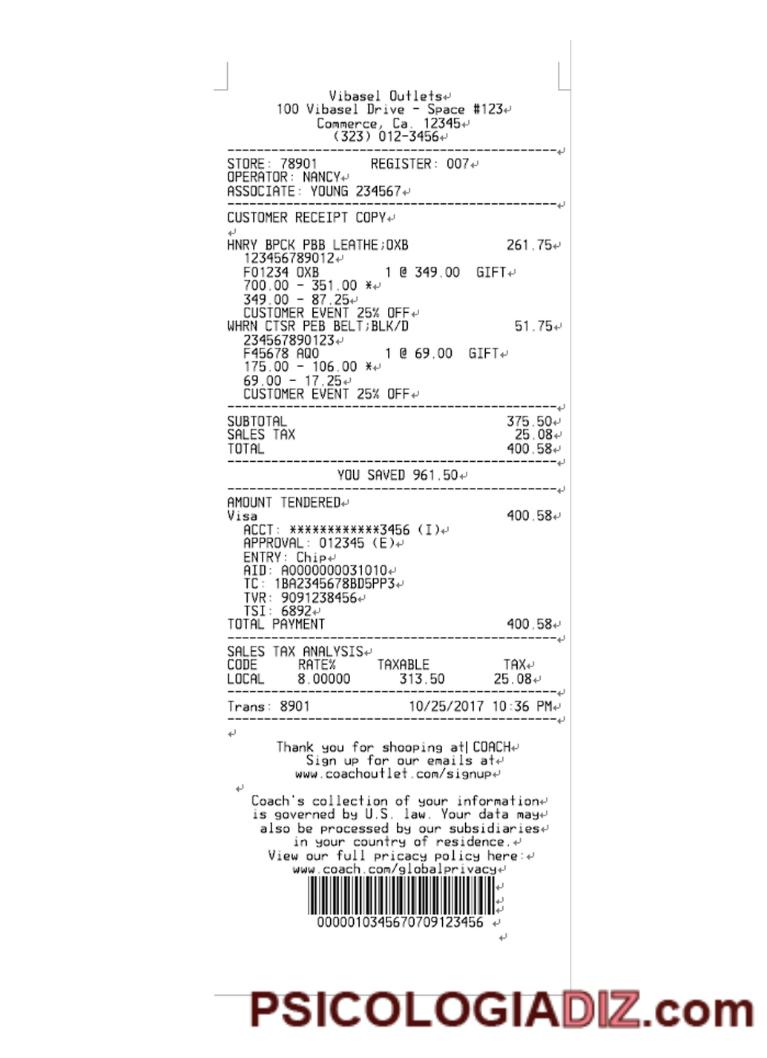 Vibasel Outlets
100 Vibasel Drive - Space #123
Commerce, Ca. 12345
(323) 012-3456
STORE: 78901 REGISTER: 007
OPERATOR: NANCY
ASSOCIATE: YOUNG 234567
CUSTOMER RECEIPT COPY
HNRY BPCK PBB LEATHE;OXB 261.75
123456789012
F01234 OXB 1 @ 349.00 GIFT
700.00 - 351.00 *
349.00 - 87.25
CUSTOMER EVENT 25% OFF
WHRN CTSR PEB BELT;BLK/D 51.75
234567890123
F45678 AQO 1 @ 69.00 GIFT
175.00 - 106.00 *
69.00 - 17.25
CUSTOMER EVENT 25% OFF
SUBTOTAL 375.50
SALES TAX 25.08
TOTAL 400.58
YOU SAVED 961.50
AMOUNT TENDERED
Visa 400.58
ACCT: ************3456 (I)
APPROVAL: 012345 (E)
ENTRY: Chip
AID: A0000000031010
TC: 1BA2345678BD5PP3
TVR: 9091238456
TSI: 6892
TOTAL PAYMENT 400.58
SALES TAX ANALYSIS
CODE RATE% TAXABLE TAX
LOCAL 8.00000 313.50 25.08
Trans: 8901 10/25/2017 10:36 PM
Thank you for shooping at COACH
Sign up for our emails at
www.coachoutlet.com/signup
Coach's collection of your information
is governed by U.S. law. Your data may
also be processed by our subsidiaries
in your country of residence.
View our full pricacy policy here:
www.coach.com/globalprivacy
0000010345670709123456
PSICOLOGIADIZ.com